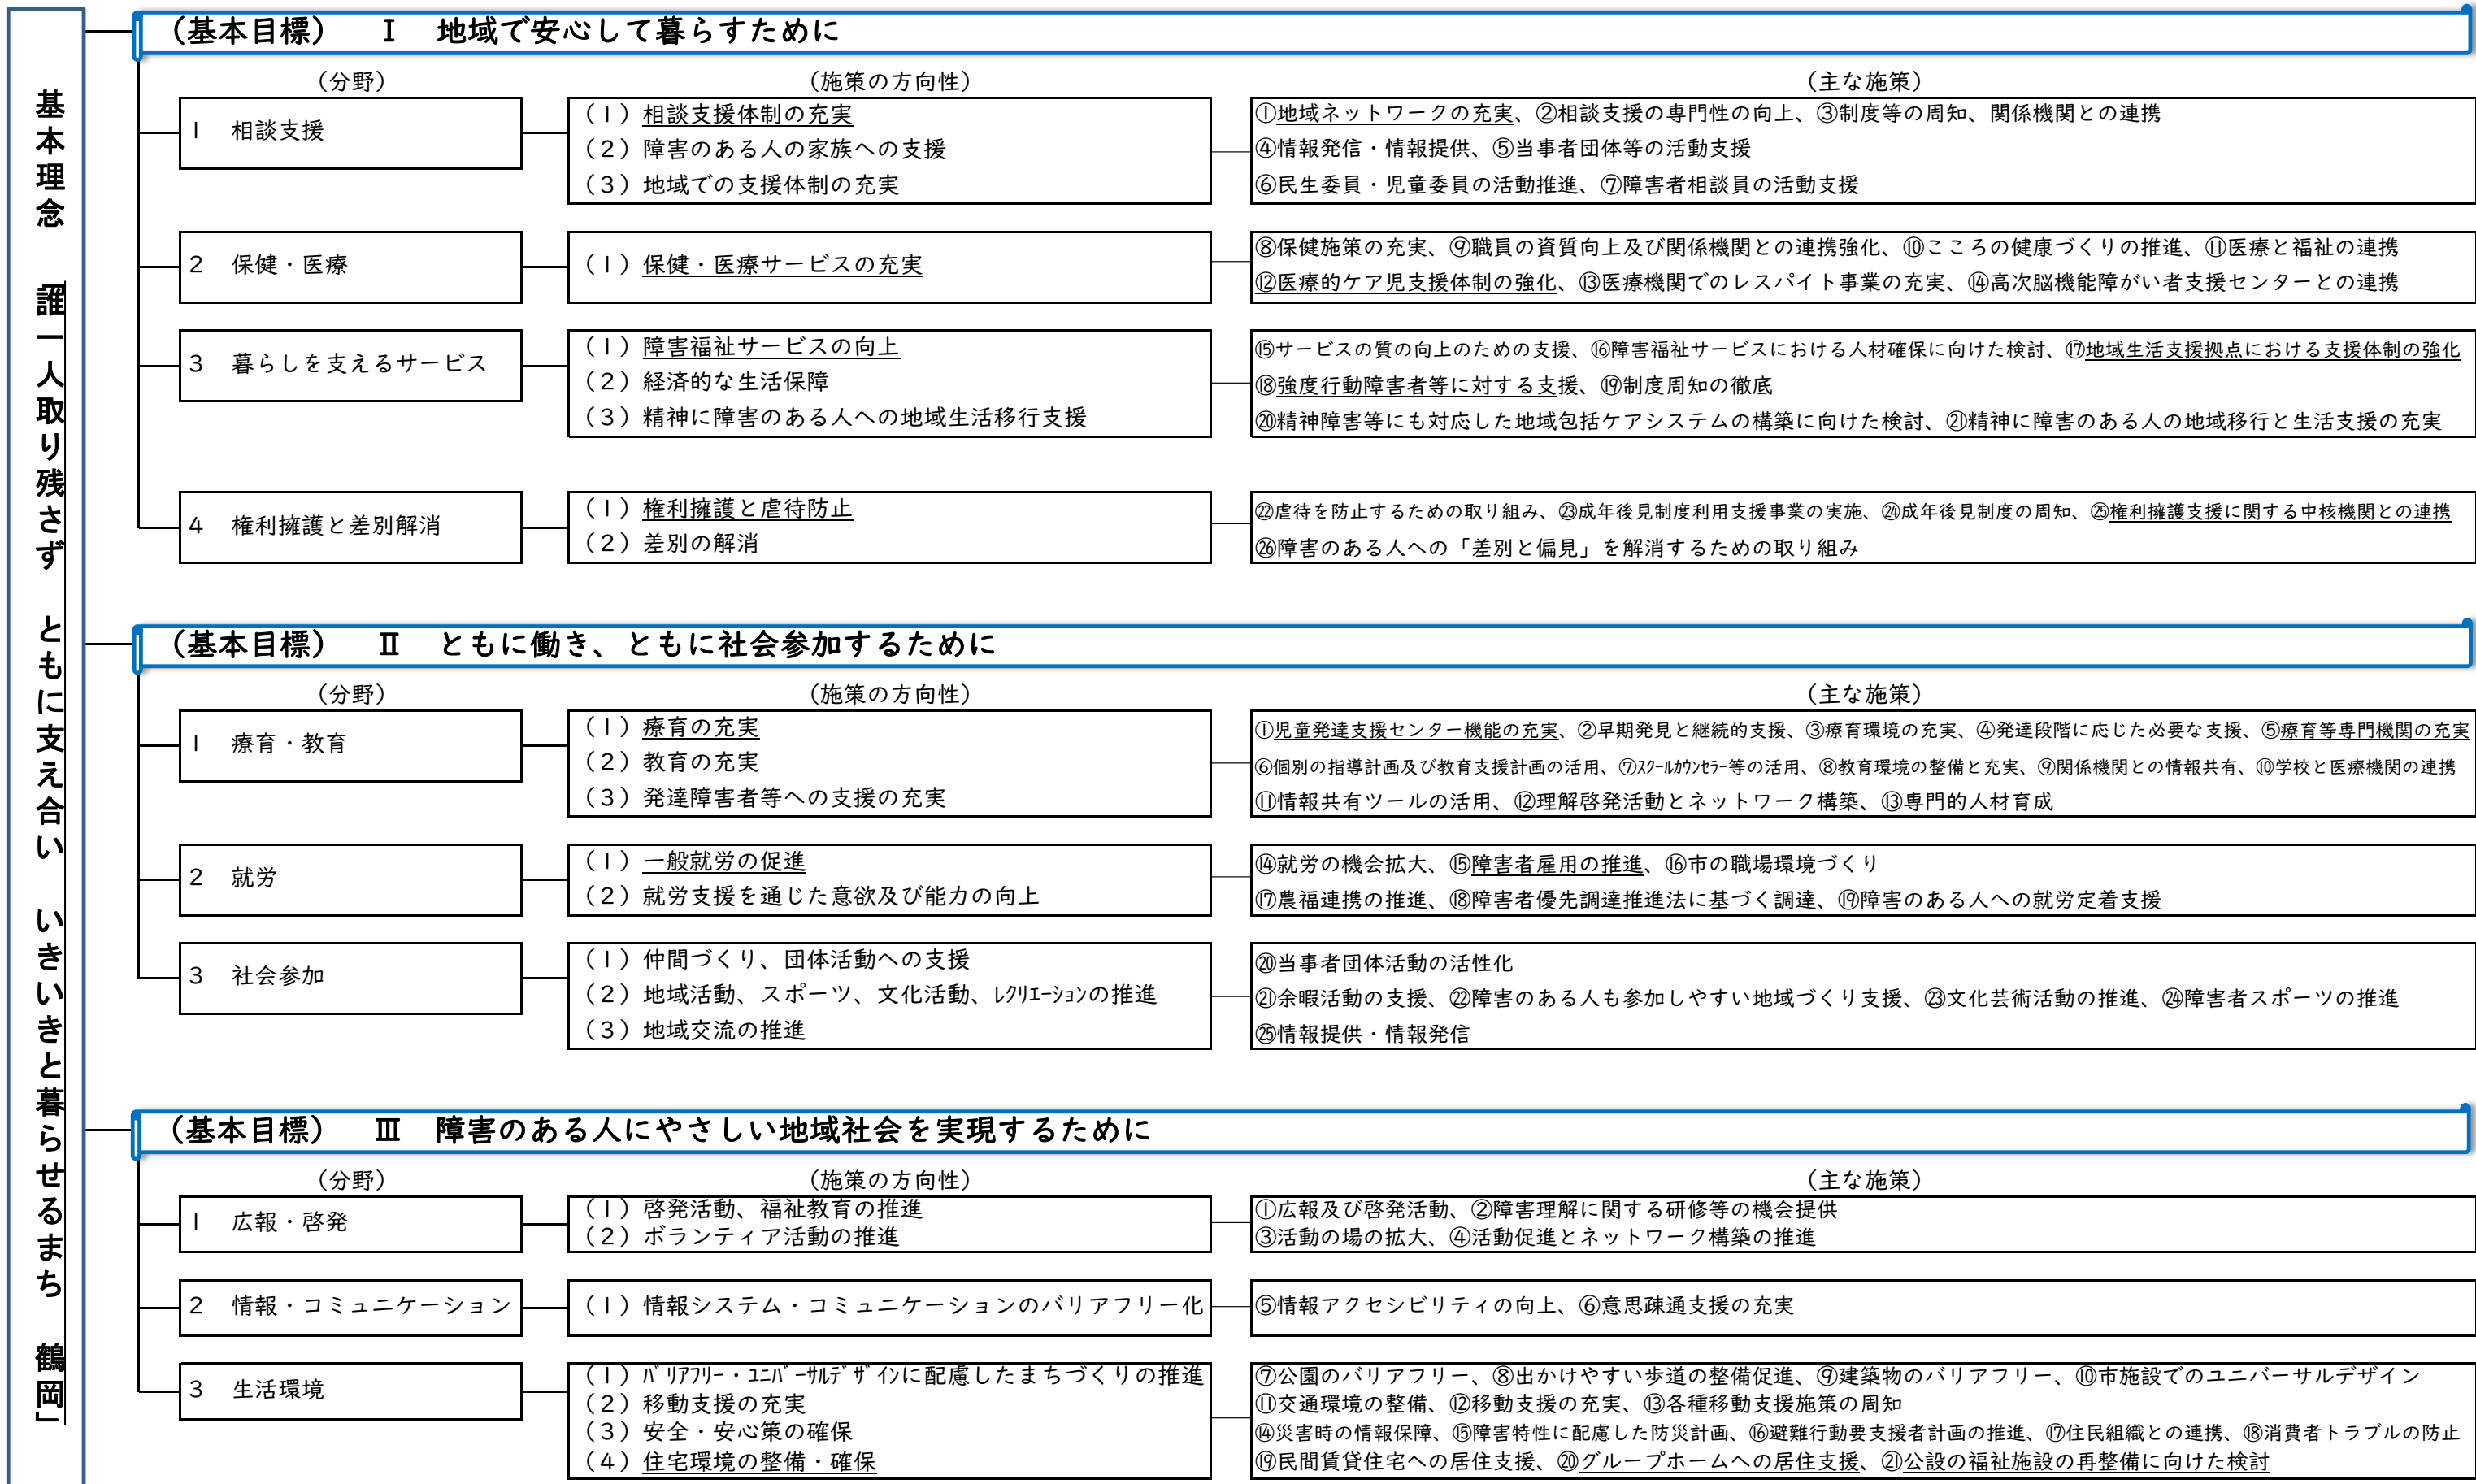 基本理念 「誰一人取り残さず ともに支え合い いきいきと暮らせるまち 鶴岡」
（基本目標） Ⅰ 地域で安心して暮らすために
（分野） （施策の方向性） （主な施策）
1 相談支援
（1）相談支援体制の充実
（2）障害のある人の家族への支援
（3）地域での支援体制の充実
①地域ネットワークの充実、②相談支援の専門性の向上、③制度等の周知、関係機関との連携
④情報発信・情報提供、⑤当事者団体等の活動支援
⑥民生委員・児童委員の活動推進、⑦障害者相談員の活動支援
2 保健・医療
（1）保健・医療サービスの充実
⑧保健施策の充実、⑨職員の資質向上及び関係機関との連携強化、⑩こころの健康づくりの推進、⑪医療と福祉の連携
⑫医療的ケア児支援体制の強化、⑬医療機関でのレスパイト事業の充実、⑭高次脳機能障がい者支援センターとの連携
3 暮らしを支えるサービス
（1）障害福祉サービスの向上
（2）経済的な生活保障
（3）精神に障害のある人への地域生活移行支援
⑮サービスの質の向上のための支援、⑯障害福祉サービスにおける人材確保に向けた検討、⑰地域生活支援拠点における支援体制の強化
⑱強度行動障害者等に対する支援、⑲制度周知の徹底
⑳精神障害等にも対応した地域包括ケアシステムの構築に向けた検討、㉑精神に障害のある人の地域移行と生活支援の充実
4 権利擁護と差別解消
（1）権利擁護と虐待防止
（2）差別の解消
㉒虐待を防止するための取り組み、㉓成年後見制度利用支援事業の実施、㉔成年後見制度の周知、㉕権利擁護支援に関する中核機関との連携
㉖障害のある人への「差別と偏見」を解消するための取り組み
（基本目標） Ⅱ ともに働き、ともに社会参加するために
（分野） （施策の方向性） （主な施策）
1 療育・教育
（1）療育の充実
（2）教育の充実
（3）発達障害者等への支援の充実
①児童発達支援センター機能の充実、②早期発見と継続的支援、③療育環境の充実、④発達段階に応じた必要な支援、⑤療育等専門機関の充実
⑥個別の指導計画及び教育支援計画の活用、⑦ｽｸｰﾙｶｳﾝｾﾗｰ等の活用、⑧教育環境の整備と充実、⑨関係機関との情報共有、⑩学校と医療機関の連携
⑪情報共有ツールの活用、⑫理解啓発活動とネットワーク構築、⑬専門的人材育成
2 就労
（1）一般就労の促進
（2）就労支援を通じた意欲及び能力の向上
⑭就労の機会拡大、⑮障害者雇用の推進、⑯市の職場環境づくり
⑰農福連携の推進、⑱障害者優先調達推進法に基づく調達、⑲障害のある人への就労定着支援
3 社会参加
（1）仲間づくり、団体活動への支援
（2）地域活動、スポーツ、文化活動、ﾚｸﾘｴｰｼｮﾝの推進
（3）地域交流の推進
⑳当事者団体活動の活性化
㉑余暇活動の支援、㉒障害のある人も参加しやすい地域づくり支援、㉓文化芸術活動の推進、㉔障害者スポーツの推進
㉕情報提供・情報発信
（基本目標） Ⅲ 障害のある人にやさしい地域社会を実現するために
（分野） （施策の方向性） （主な施策）
1 広報・啓発
（1）啓発活動、福祉教育の推進
（2）ボランティア活動の推進
①広報及び啓発活動、②障害理解に関する研修等の機会提供
③活動の場の拡大、④活動促進とネットワーク構築の推進
2 情報・コミュニケーション
（1）情報システム・コミュニケーションのバリアフリー化
⑤情報アクセシビリティの向上、⑥意思疎通支援の充実
3 生活環境
（1）ﾊﾞﾘｱﾌﾘｰ・ﾕﾆﾊﾞｰｻﾙﾃﾞｻﾞｲﾝに配慮したまちづくりの推進
（2）移動支援の充実
（3）安全・安心策の確保
（4）住宅環境の整備・確保
⑦公園のバリアフリー、⑧出かけやすい歩道の整備促進、⑨建築物のバリアフリー、⑩市施設でのユニバーサルデザイン
⑪交通環境の整備、⑫移動支援の充実、⑬各種移動支援施策の周知
⑭災害時の情報保障、⑮障害特性に配慮した防災計画、⑯避難行動要支援者計画の推進、⑰住民組織との連携、⑱消費者トラブルの防止
⑲民間賃貸住宅への居住支援、⑳グループホームへの居住支援、㉑公設の福祉施設の再整備に向けた検討